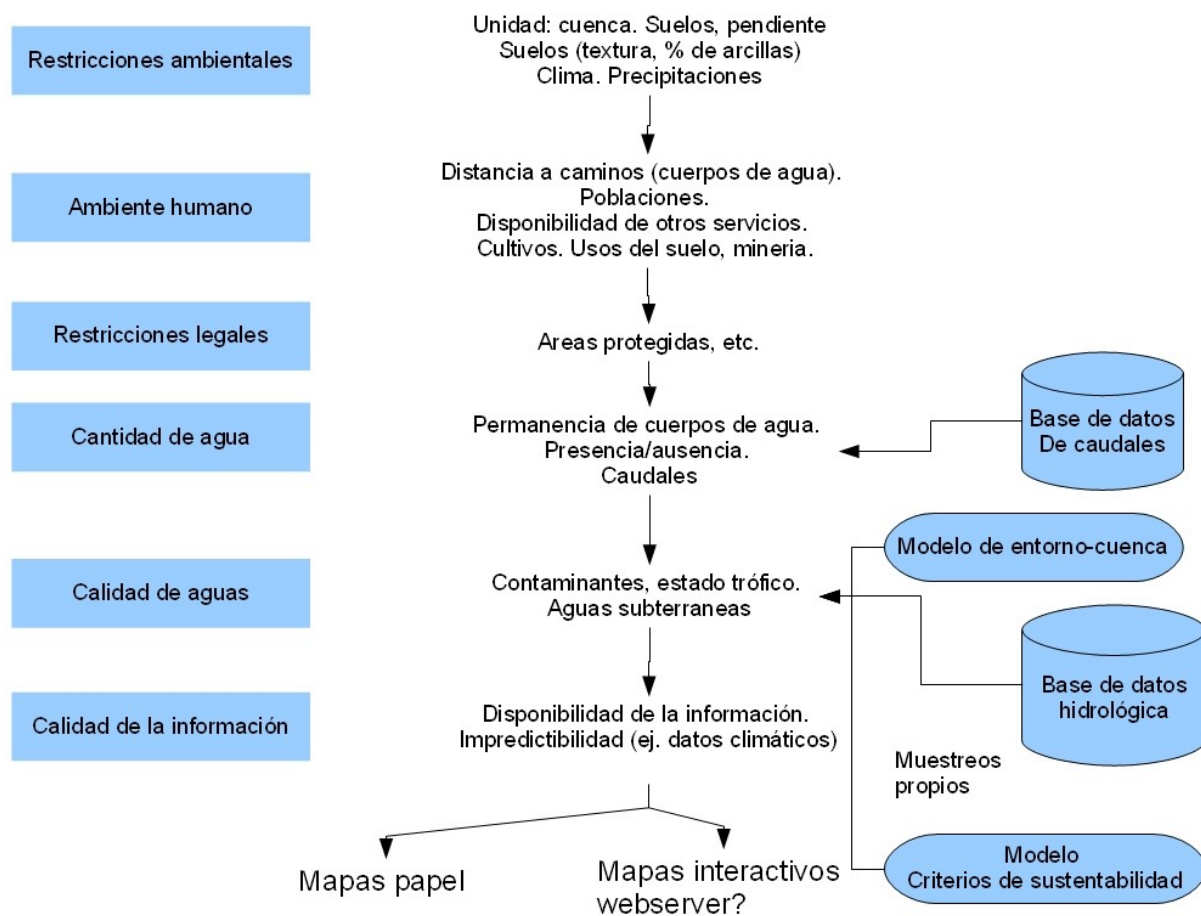 Restricciones ambientales
Unidad: cuenca. Suelos, pendiente
Suelos (textura, % de arcillas)
Clima. Precipitaciones
Ambiente humano
Distancia a caminos (cuerpos de agua).
Poblaciones.
Disponibilidad de otros servicios.
Cultivos. Usos del suelo, mineria.
Restricciones legales
Areas protegidas, etc.
Cantidad de agua
Permanencia de cuerpos de agua.
Presencia/ausencia.
Caudales
Base de datos
De caudales
Modelo de entorno-cuenca
Calidad de aguas
Contaminantes, estado trófico.
Aguas subterraneas
Base de datos
hidrológica
Calidad de la información
Disponibilidad de la información.
Impredictibilidad (ej. datos climáticos)
Muestreos
propios
Mapas papel
Mapas interactivos
webserver?
Modelo
Criterios de sustentabilidad